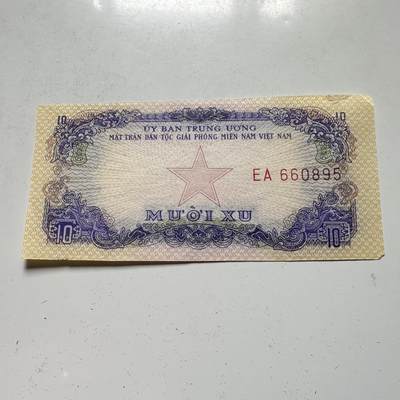 10 10
ỦY BAN TRUNG ƯƠNG
MẶT TRẬN DÂN TỘC GIẢI PHÓNG MIỀN NAM VIỆT NAM
EA 660895
MƯỜI XU
10 10